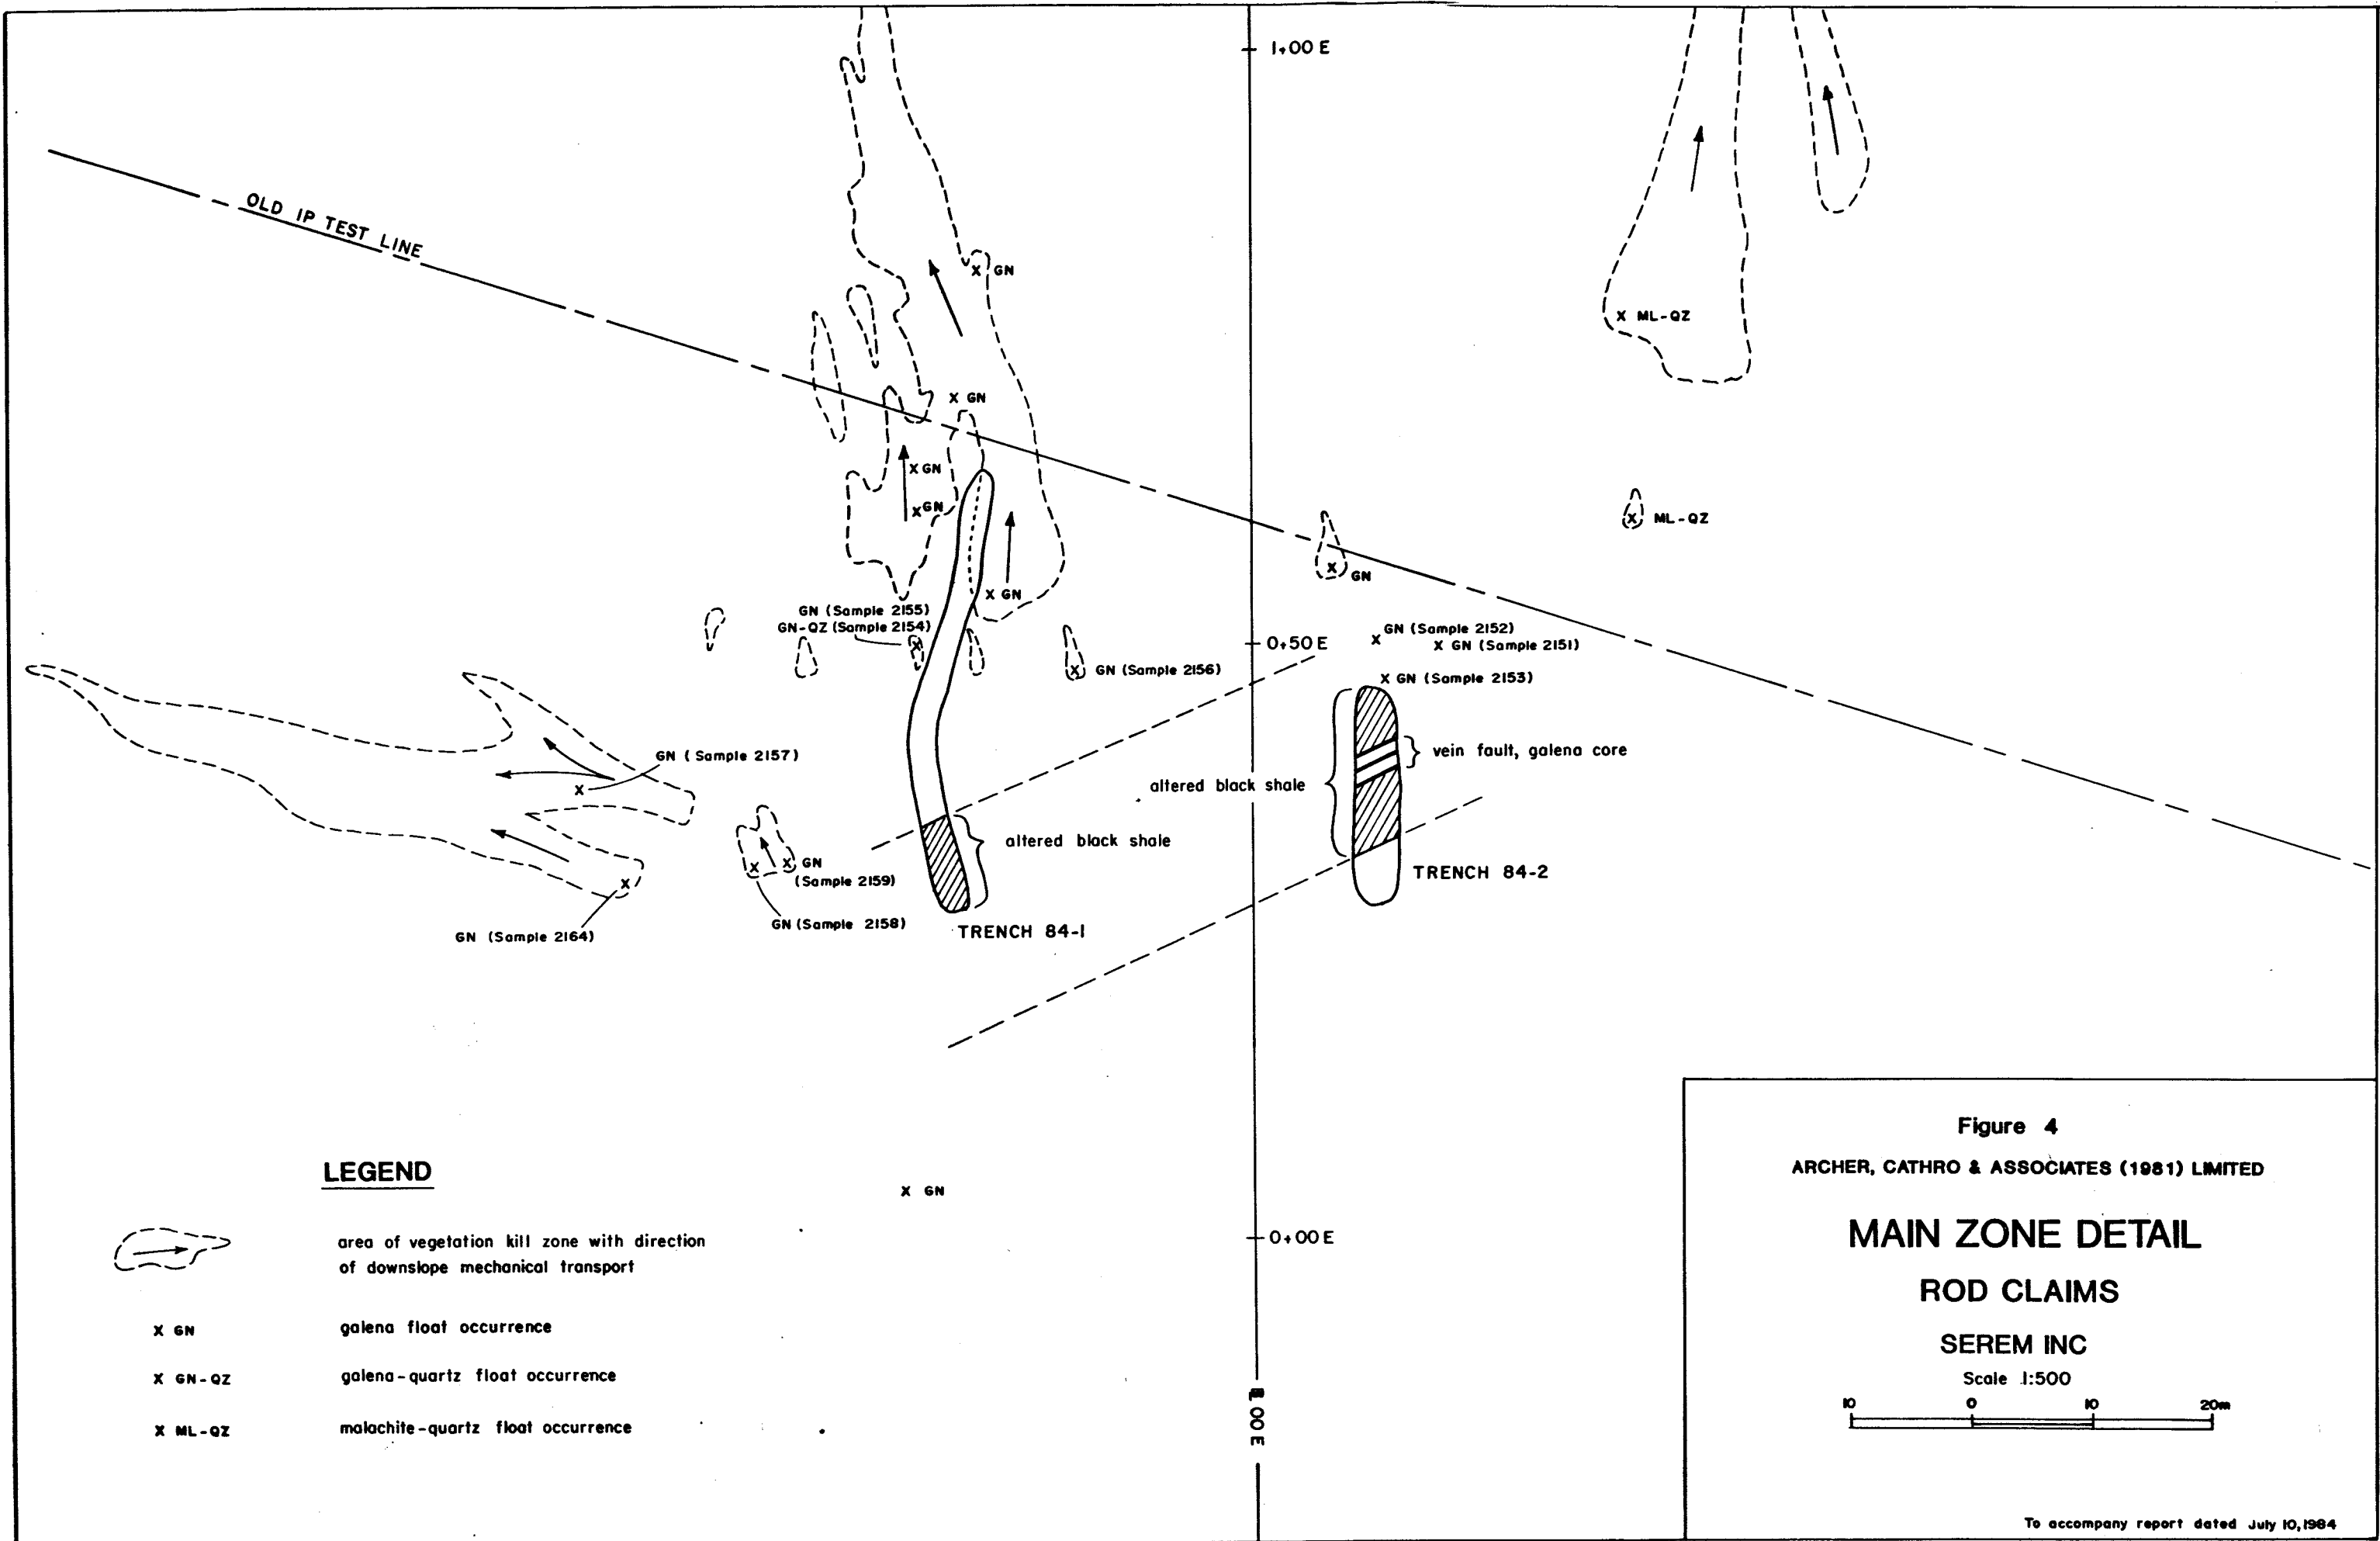 1+00 E
OLD IP TEST LINE
X GN
X ML-QZ
X GN
X GN
X GN
X ML-QZ
X GN
X GN
GN (Sample 2155)
GN-QZ (Sample 2154)
0+50 E
X GN (Sample 2152)
X GN (Sample 2151)
X GN (Sample 2156)
X GN (Sample 2153)
vein fault, galena core
GN (Sample 2157)
X
altered black shale
altered black shale
X X GN
(Sample 2159)
TRENCH 84-2
X
GN (Sample 2158)
GN (Sample 2164)
TRENCH 84-1
X GN
0+00 E
LEGEND
area of vegetation kill zone with direction
of downslope mechanical transport
X GN galena float occurrence
X GN-QZ galena-quartz float occurrence
X ML-QZ malachite-quartz float occurrence
00 E
Figure 4
ARCHER, CATHRO & ASSOCIATES (1981) LIMITED
MAIN ZONE DETAIL
ROD CLAIMS
SEREM INC
Scale 1:500
10 0 10 20m
To accompany report dated July 10, 1984